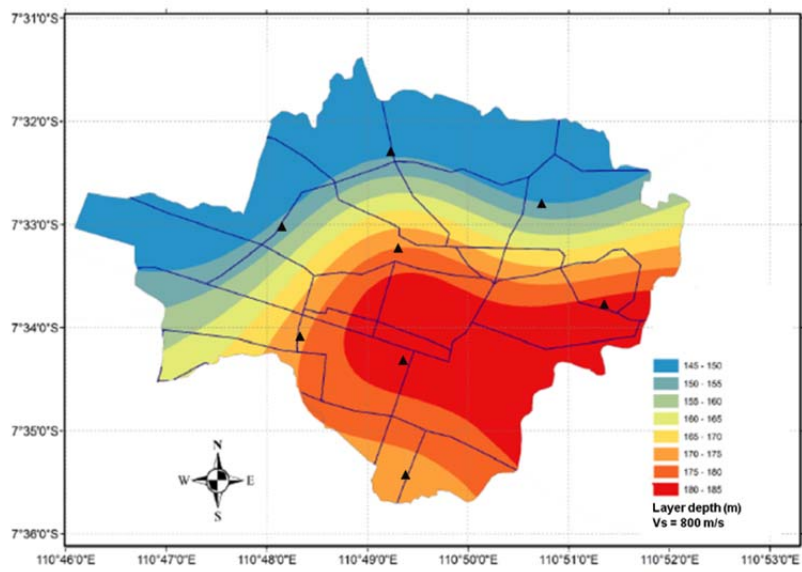 7°31'0"S
7°32'0"S
7°33'0"S
7°34'0"S
7°35'0"S
7°36'0"S
N
W E
S
145 - 150
150 - 155
155 - 160
160 - 165
165 - 170
170 - 175
175 - 180
180 - 185
Layer depth (m)
Vs = 800 m/s
110°46'0"E 110°47'0"E 110°48'0"E 110°49'0"E 110°50'0"E 110°51'0"E 110°52'0"E 110°53'0"E